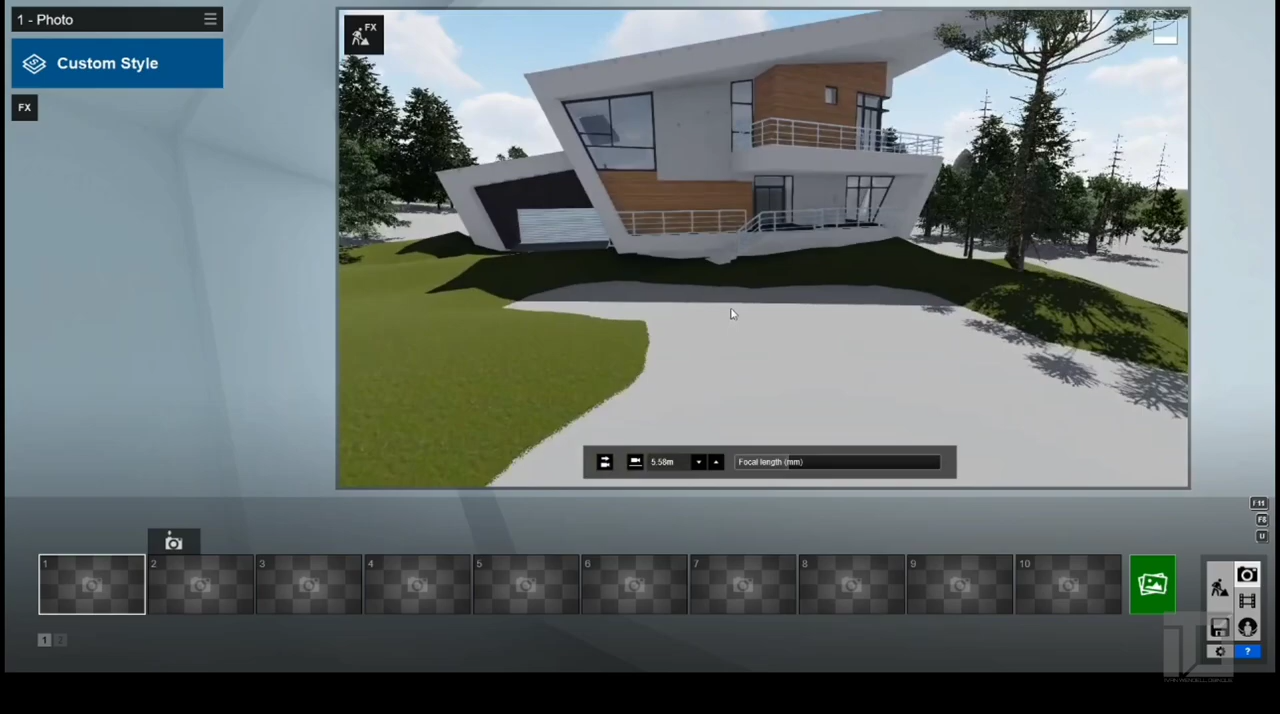 1 - Photo
Custom Style
FX
FX
5.58m
Focal length (mm)
F11
F8
U
1
2
3
4
5
6
7
8
9
10
1
2
?